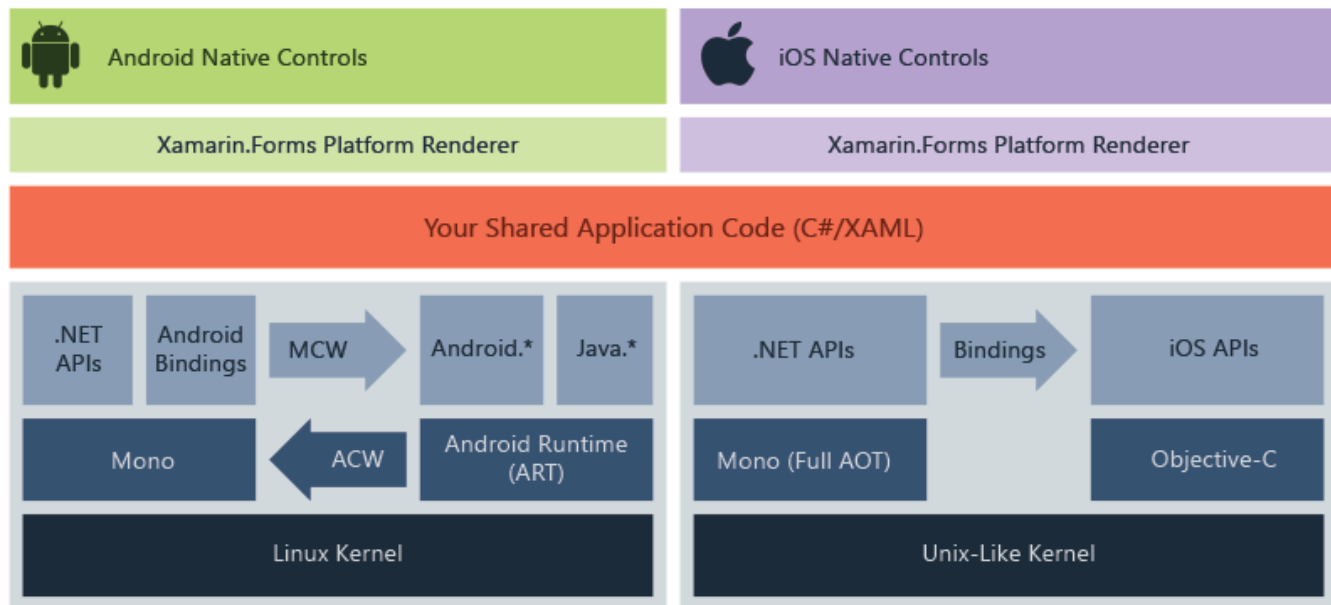 Android Native Controls
iOS Native Controls
Xamarin.Forms Platform Renderer
Xamarin.Forms Platform Renderer
Your Shared Application Code (C#/XAML)
.NET
APIs
Android
Bindings
MCW
Android.*
Java.*
.NET APIs
Bindings
iOS APIs
Mono
ACW
Android Runtime
(ART)
Mono (Full AOT)
Objective-C
Linux Kernel
Unix-Like Kernel